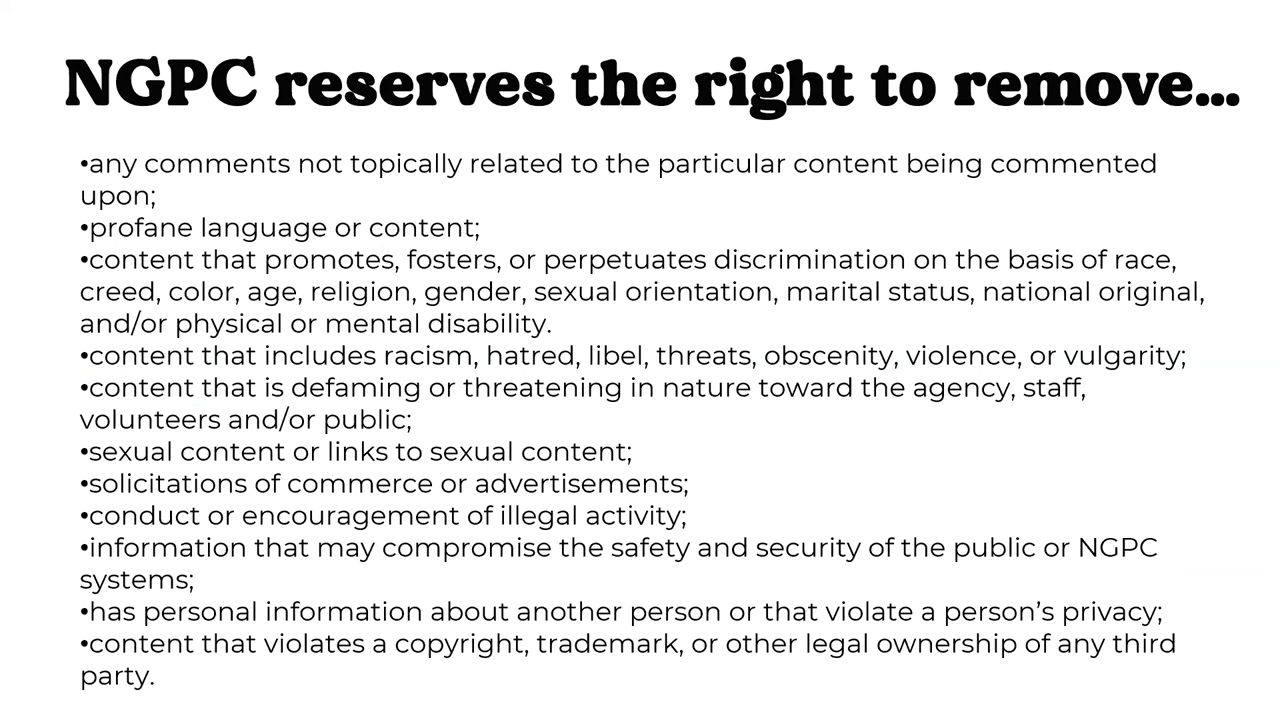 NGPC reserves the right to remove...
•any comments not topically related to the particular content being commented
upon;
•profane language or content;
•content that promotes, fosters, or perpetuates discrimination on the basis of race,
creed, color, age, religion, gender, sexual orientation, marital status, national original,
and/or physical or mental disability.
•content that includes racism, hatred, libel, threats, obscenity, violence, or vulgarity;
•content that is defaming or threatening in nature toward the agency, staff,
volunteers and/or public;
•sexual content or links to sexual content;
•solicitations of commerce or advertisements;
•conduct or encouragement of illegal activity;
•information that may compromise the safety and security of the public or NGPC
systems;
•has personal information about another person or that violate a person’s privacy;
•content that violates a copyright, trademark, or other legal ownership of any third
party.